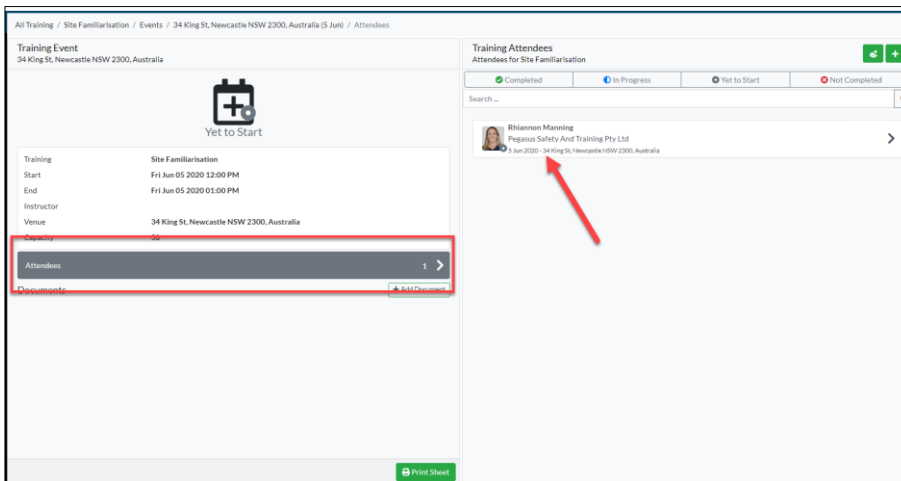 All Training / Site Familiarisation / Events / 34 King St, Newcastle NSW 2300, Australia (5 Jun) / Attendees
Training Event
34 King St, Newcastle NSW 2300, Australia
Yet to Start
Training Site Familiarisation
Start Fri Jun 05 2020 12:00 PM
End Fri Jun 05 2020 01:00 PM
Instructor
Venue 34 King St, Newcastle NSW 2300, Australia
Capacity 50
Attendees 1
Documents + Add Document
Print Sheet
Training Attendees
Attendees for Site Familiarisation
Completed In Progress Yet to Start Not Completed
Search ...
Rhiannon Manning
Pegasus Safety And Training Pty Ltd
5 Jun 2020 - 34 King St, Newcastle NSW 2300, Australia